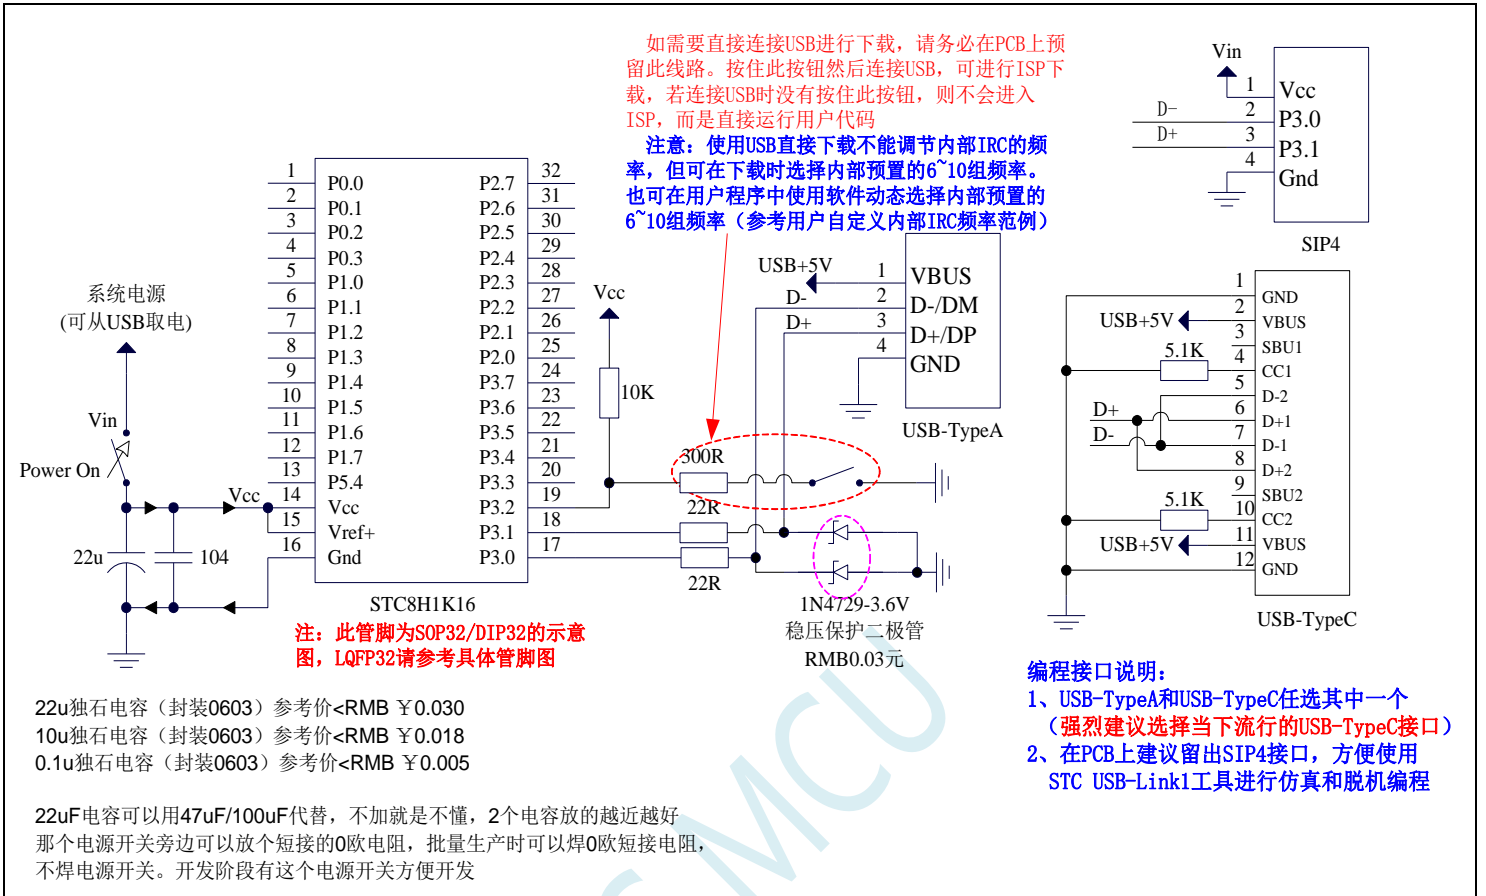 如需要直接连接USB进行下载，请务必在PCB上预
留此线路。按住此按钮然后连接USB，可进行ISP下
载，若连接USB时没有按住此按钮，则不会进入
ISP，而是直接运行用户代码
注意：使用USB直接下载不能调节内部IRC的频
率，但可在下载时选择内部预置的6~10组频率。
也可在用户程序中使用软件动态选择内部预置的
6~10组频率（参考用户自定义内部IRC频率范例）
Vin
1 Vcc
D- 2 P3.0
D+ 3 P3.1
4 Gnd
SIP4
1 P0.0 P2.7 32
2 P0.1 P2.6 31
3 P0.2 P2.5 30
4 P0.3 P2.4 29
5 P1.0 P2.3 28
6 P1.1 P2.2 27
7 P1.2 P2.1 26
8 P1.3 P2.0 25
9 P1.4 P3.7 24
10 P1.5 P3.6 23
11 P1.6 P3.5 22
12 P1.7 P3.4 21
13 P5.4 P3.3 20
14 Vcc P3.2 19
15 Vref+ P3.1 18
16 Gnd P3.0 17
STC8H1K16
注：此管脚为SOP32/DIP32的示意
图，LQFP32请参考具体管脚图
系统电源
(可从USB取电)
Vin
Power On
Vcc
22u
104
Vcc
10K
300R
22R
22R
USB+5V 1 VBUS
D- 2 D-/DM
D+ 3 D+/DP
4 GND
USB-TypeA
1N4729-3.6V
稳压保护二极管
RMB0.03元
1 GND
USB+5V 2 VBUS
3 SBU1
5.1K 4 CC1
5 D-2
D+ 6 D+1
D- 7 D-1
8 D+2
9 SBU2
5.1K 10 CC2
USB+5V 11 VBUS
12 GND
USB-TypeC
编程接口说明：
1、USB-TypeA和USB-TypeC任选其中一个
（强烈建议选择当下流行的USB-TypeC接口）
2、在PCB上建议留出SIP4接口，方便使用
STC USB-Link1工具进行仿真和脱机编程
22u独石电容（封装0603）参考价<RMB ￥0.030
10u独石电容（封装0603）参考价<RMB ￥0.018
0.1u独石电容（封装0603）参考价<RMB ￥0.005
22uF电容可以用47uF/100uF代替，不加就是不懂，2个电容放的越近越好
那个电源开关旁边可以放个短接的0欧电阻，批量生产时可以焊0欧短接电阻，
不焊电源开关。开发阶段有这个电源开关方便开发
MCU